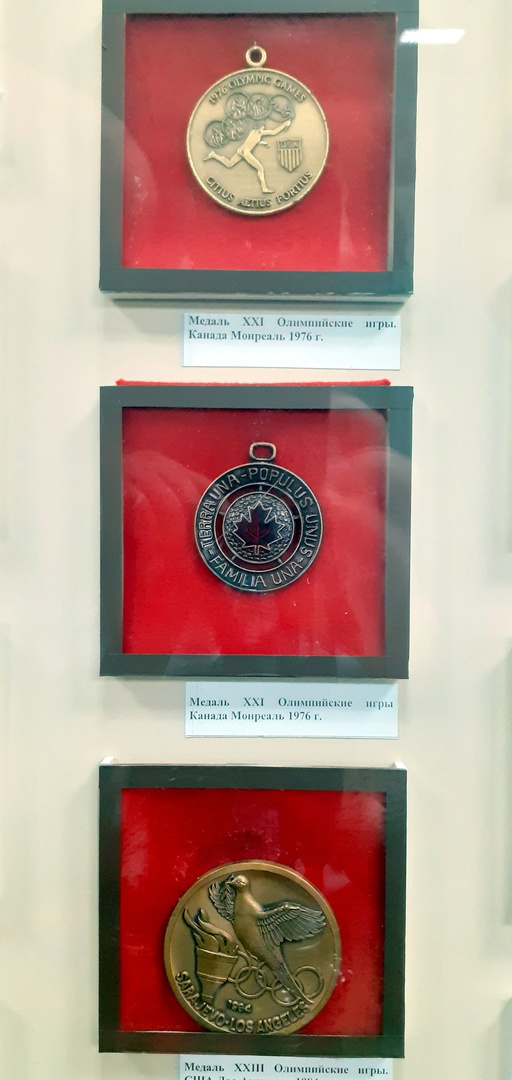 1976 OLYMPIC GAMES
USA
CITIUS ALTIUS FORTIUS
Медаль XXI Олимпийские игры.
Канада Монреаль 1976 г.
TERRA UNA - POPULUS UNUS
- FAMILIA UNA -
Медаль XXI Олимпийские игры
Канада Монреаль 1976 г.
1984
SARAJEVO-LOS ANGELES
Медаль XXIII Олимпийские игры.